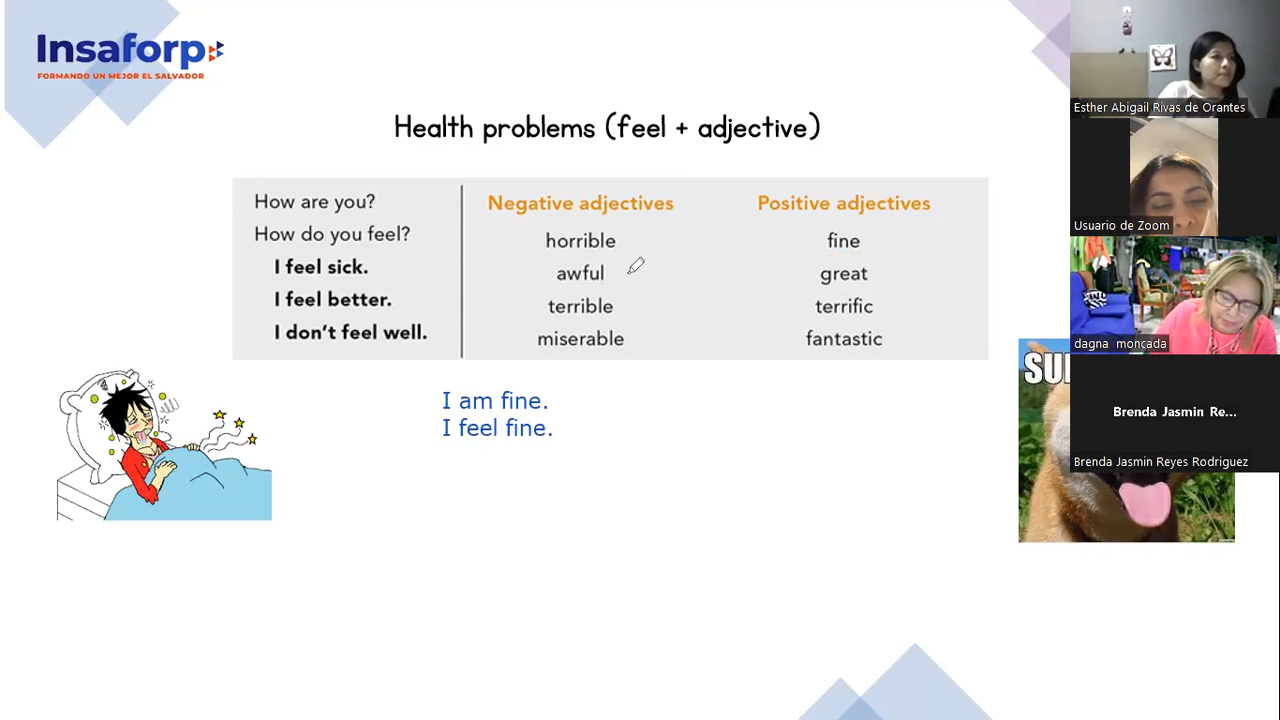 Insaforp
FORMANDO UN MEJOR EL SALVADOR
Health problems (feel + adjective)
How are you?
How do you feel?
I feel sick.
I feel better.
I don't feel well.
Negative adjectives
horrible
awful
terrible
miserable
Positive adjectives
fine
great
terrific
fantastic
I am fine.
I feel fine.
Esther Abigail Rivas de Orantes
Usuario de Zoom
dagna moncada
Brenda Jasmin Re...
Brenda Jasmin Reyes Rodriguez